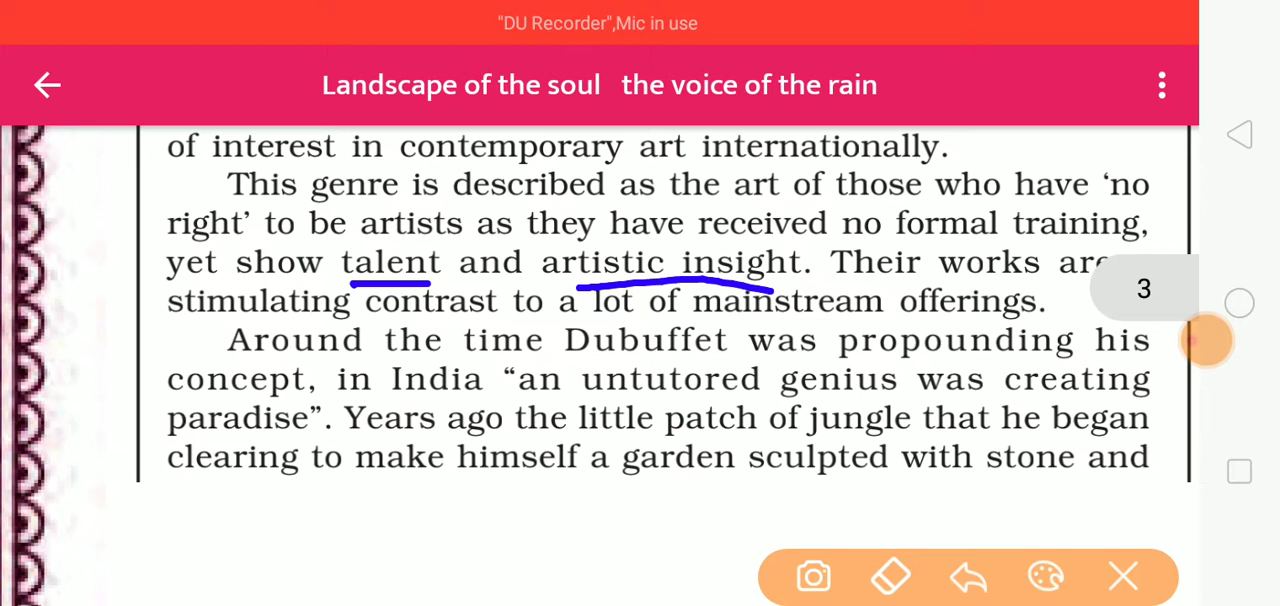 "DU Recorder",Mic in use
Landscape of the soul the voice of the rain
of interest in contemporary art internationally.
This genre is described as the art of those who have ‘no
right’ to be artists as they have received no formal training,
yet show talent and artistic insight. Their works
3
stimulating contrast to a lot of mainstream offerings.
Around the time Dubuffet was propounding his
concept, in India “an untutored genius was creating
paradise”. Years ago the little patch of jungle that he began
clearing to make himself a garden sculpted with stone and